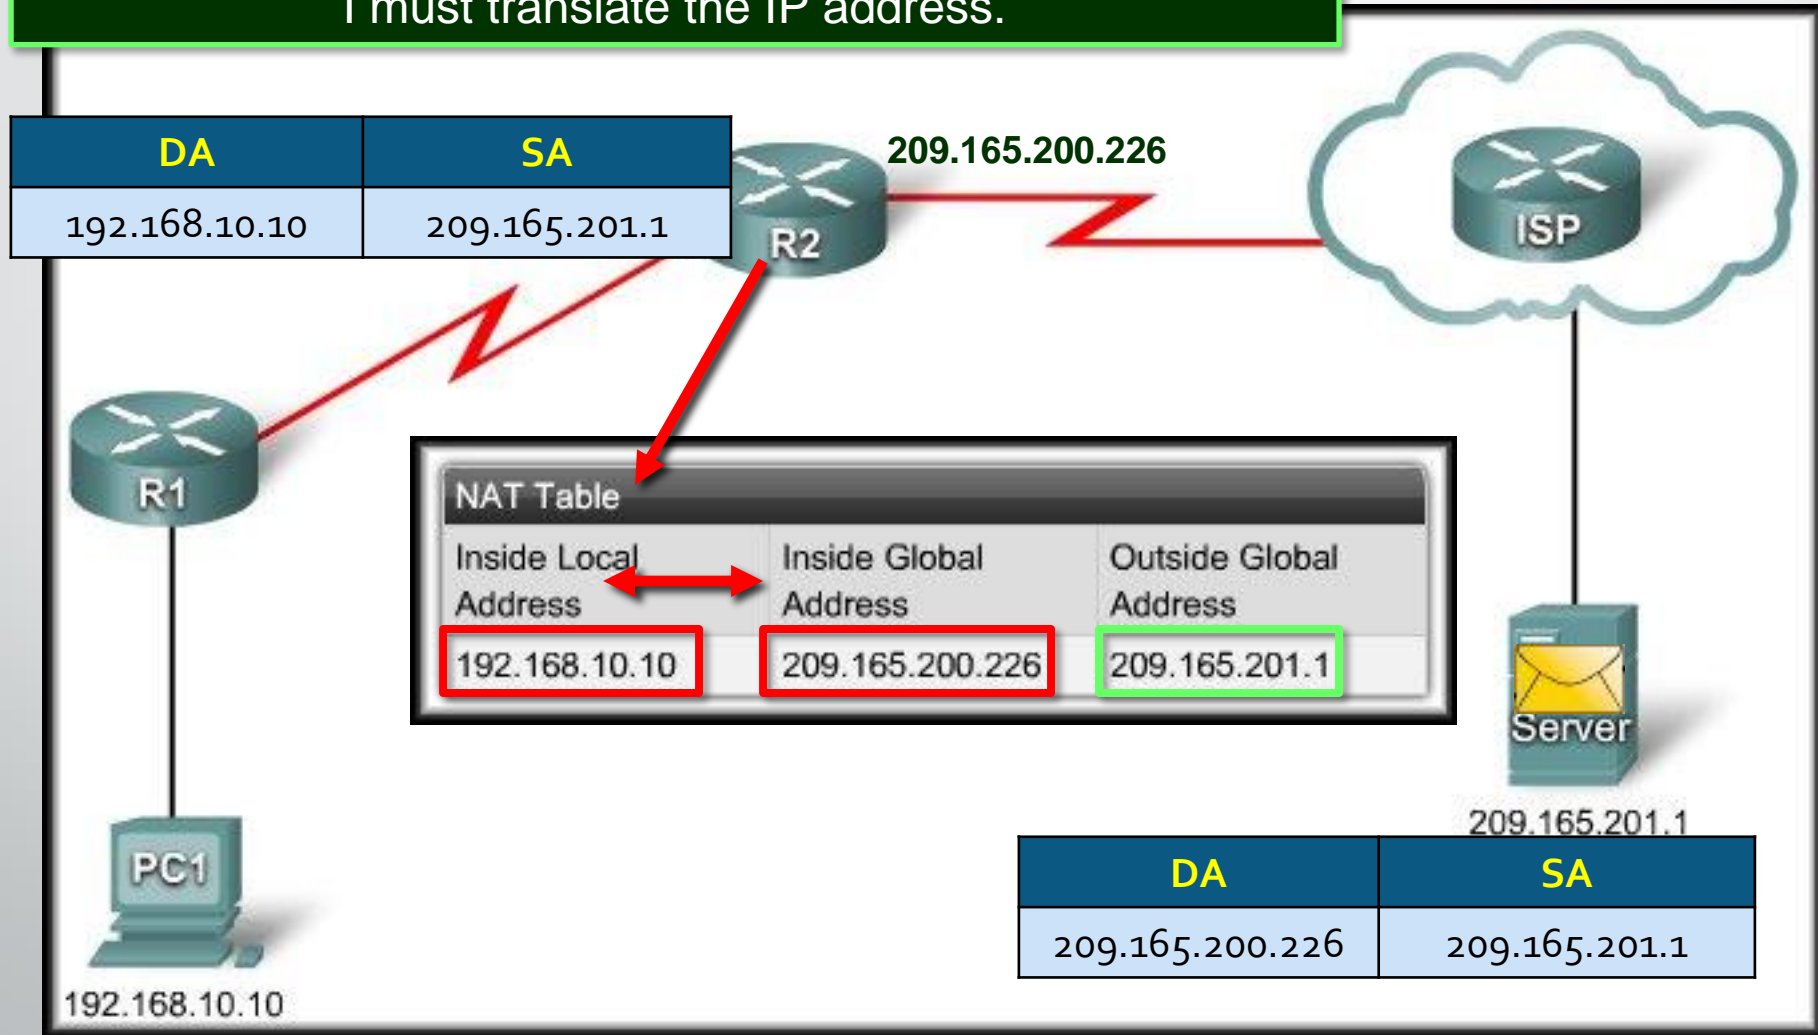 I must translate the IP address.
DA SA
192.168.10.10 209.165.201.1
209.165.200.226
R2
ISP
R1
NAT Table
Inside Local Inside Global Outside Global
Address Address Address
192.168.10.10 209.165.200.226 209.165.201.1
Server
209.165.201.1
PC1
192.168.10.10
DA SA
209.165.200.226 209.165.201.1